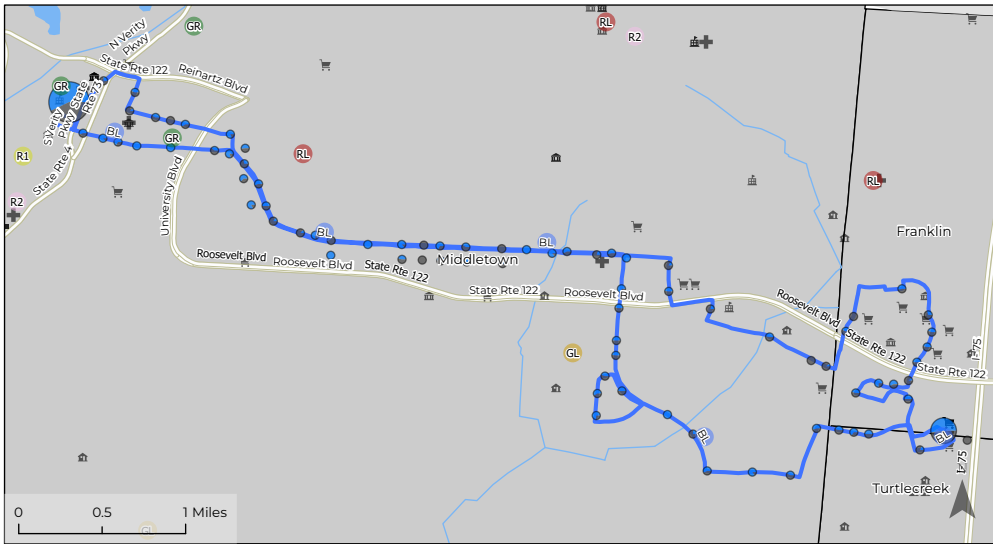 RL
GR
R2
N Verity
Pkwy
State Rte 122
Reinartz Blvd
GR
S Verity
Pkwy State
Rte 73
BL
GR
RL
R1
State Rte 4
RL
R2
University Blvd
BL
BL
Franklin
Roosevelt Blvd
Roosevelt Blvd
State Rte 122
Middletown
State Rte 122
Roosevelt Blvd
Roosevelt Blvd
State Rte 122
State Rte 122
I-75
GL
BL
BL
I-75
Turtlecreek
0 0.5 1 Miles
GL